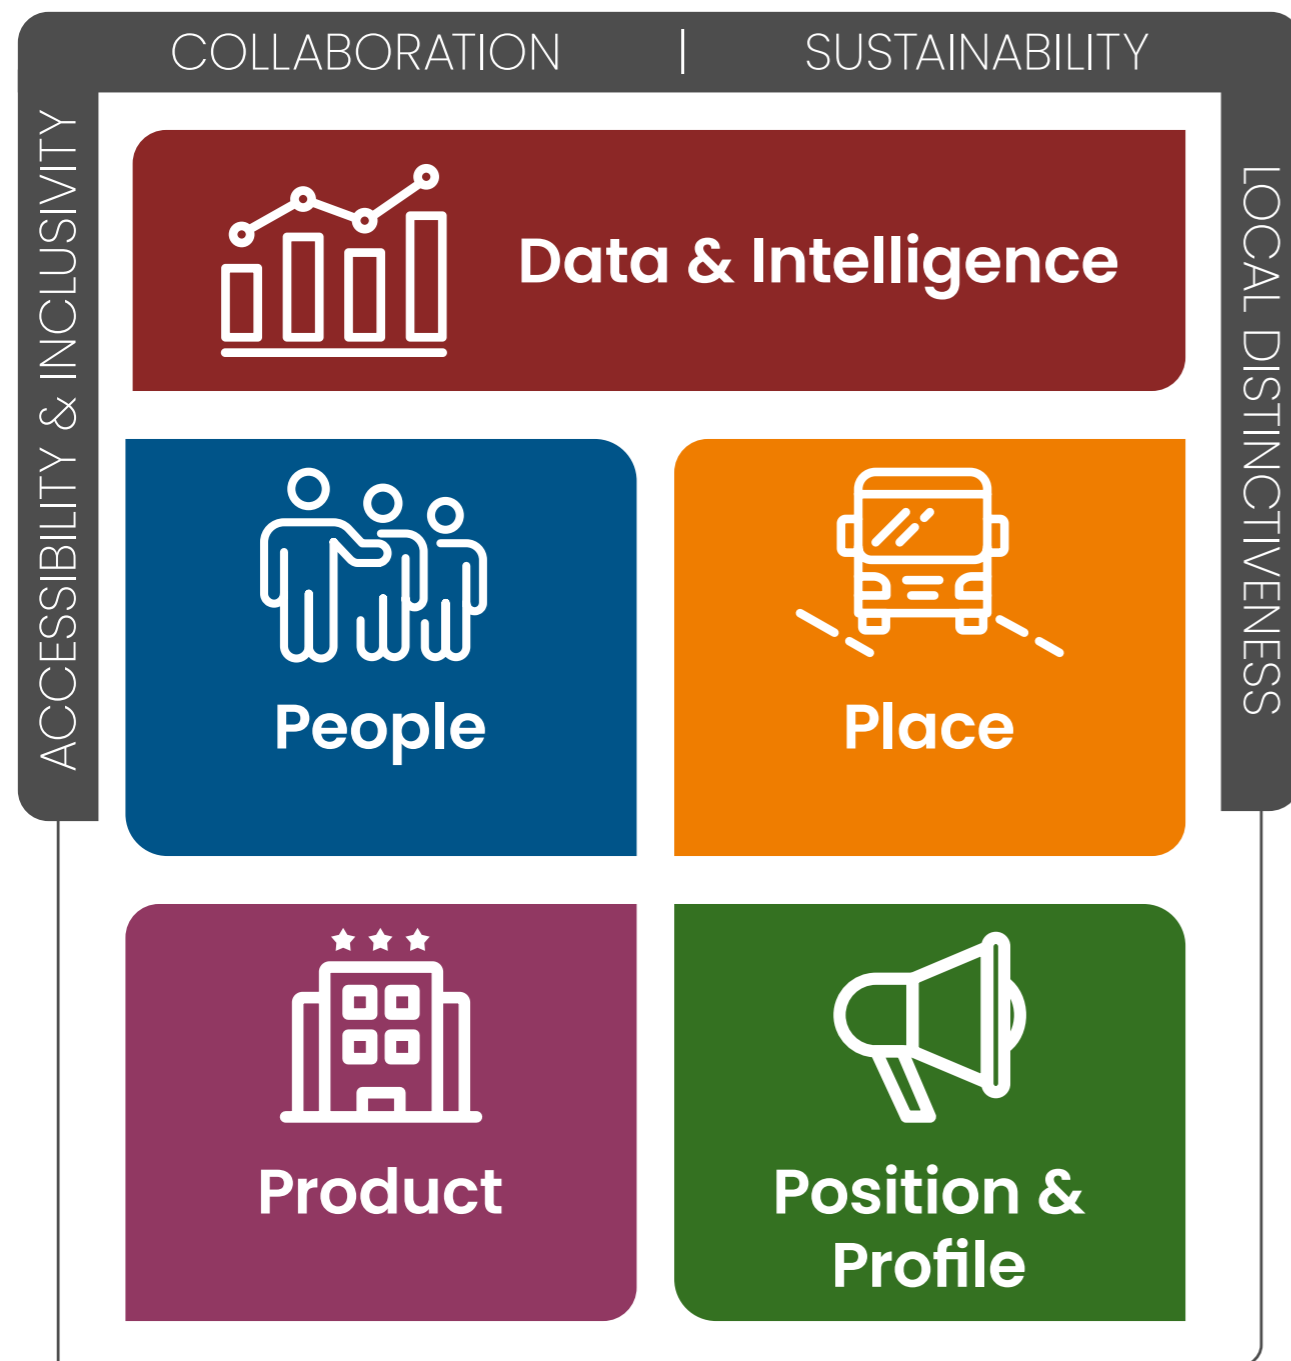 COLLABORATION | SUSTAINABILITY
ACCESSIBILITY & INCLUSIVITY
LOCAL DISTINCTIVENESS
Data & Intelligence
People
Place
Product
Position &
Profile